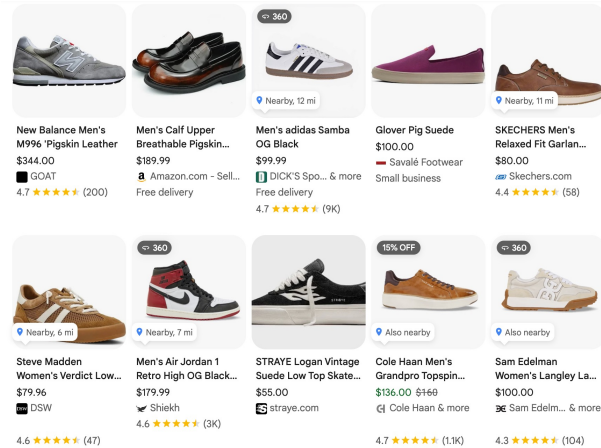 360
Nearby, 12 mi
Nearby, 11 mi
New Balance Men's
M996 'Pigskin Leather
$344.00
GOAT
4.7 (200)
Men's Calf Upper
Breathable Pigskin...
$189.99
Amazon.com - Sell...
Free delivery
Men's adidas Samba
OG Black
$99.99
DICK'S Spo... & more
Free delivery
4.7 (9K)
Glover Pig Suede
$100.00
Savalé Footwear
Small business
SKECHERS Men's
Relaxed Fit Garlan...
$80.00
Skechers.com
4.4 (58)
360
15% OFF
360
Nearby, 6 mi
Nearby, 7 mi
Also nearby
Also nearby
Steve Madden
Women's Verdict Low...
$79.96
DSW
DSW
4.6 (47)
Men's Air Jordan 1
Retro High OG Black...
$179.99
Shiekh
4.6 (3K)
STRAYE Logan Vintage
Suede Low Top Skate...
$55.00
straye.com
Cole Haan Men's
Grandpro Topspin...
$136.00 $160
Cole Haan & more
4.7 (1.1K)
Sam Edelman
Women's Langley La...
$100.00
Sam Edelm... & more
4.3 (104)